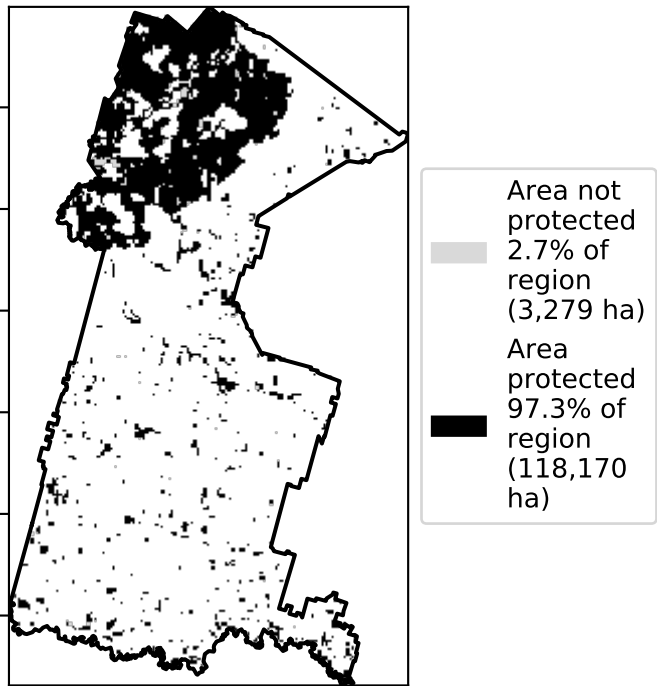 Area not
protected
2.7% of
region
(3,279 ha)
Area
protected
97.3% of
region
(118,170
ha)